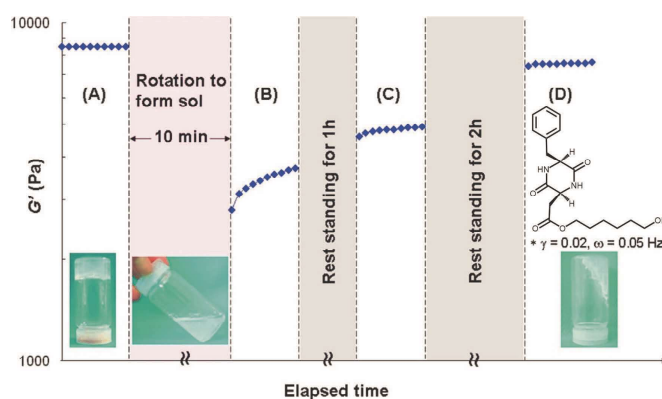 10000
(A)
Rotation to
form sol
10 min
(B)
Rest standing for 1h
(C)
Rest standing for 2h
(D)
G' (Pa)
O
H
HN
NH
O
H
O
O
* γ = 0.02, ω = 0.05 Hz
1000
Elapsed time